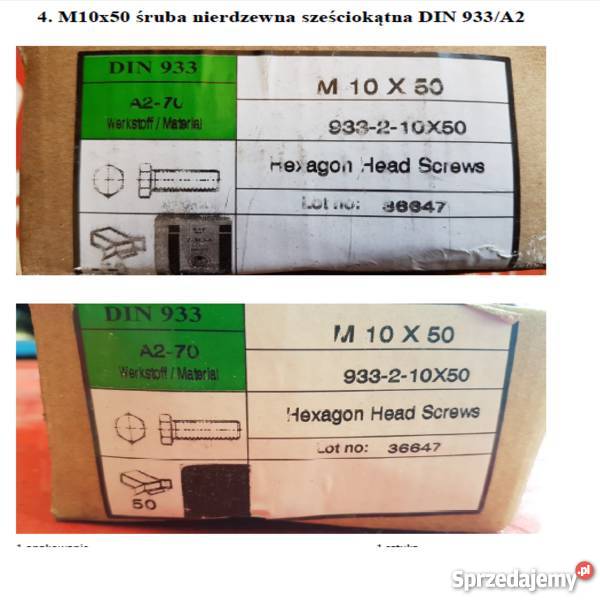 4. M10x50 śruba nierdzewna sześciokątna DIN 933/A2
DIN 933
A2-70
Werkstoff / Material
M 10 X 50
933-2-10X50
Hexagon Head Screws
Lot no: 36647
DIN 933
A2-70
Werkstoff / Material
M 10 X 50
933-2-10X50
Hexagon Head Screws
Lot no: 36647
50
Sprzedajemy.pl